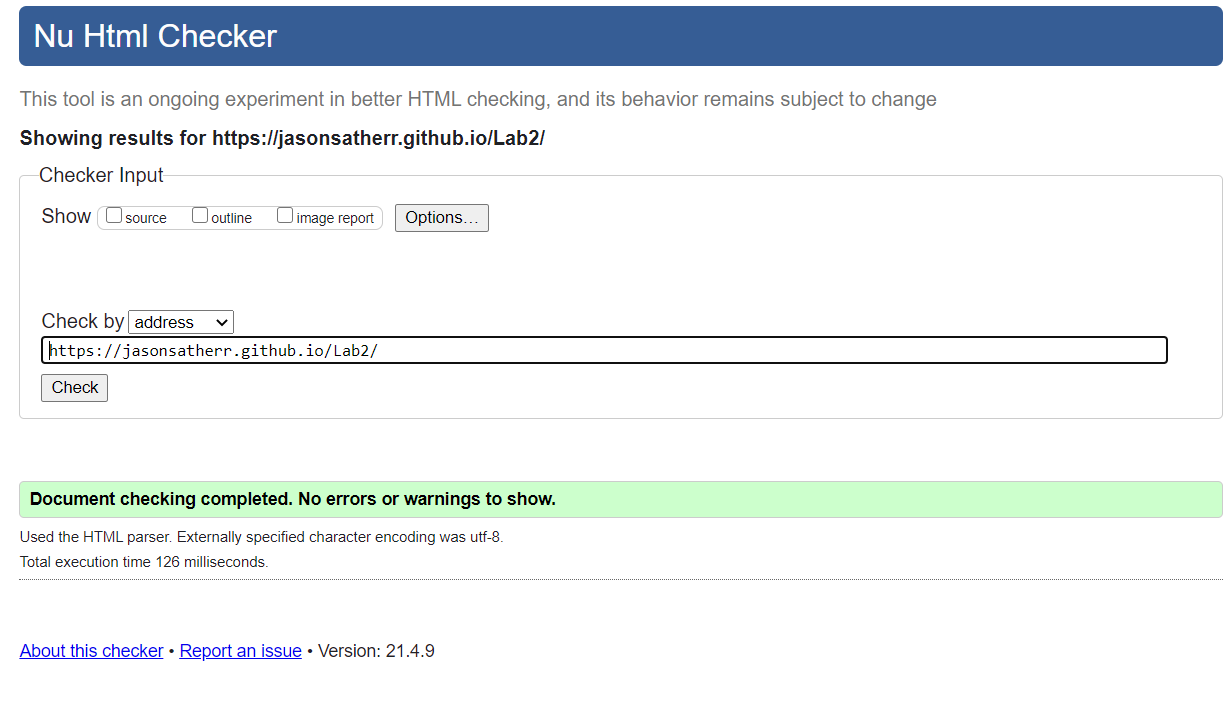 Nu Html Checker
This tool is an ongoing experiment in better HTML checking, and its behavior remains subject to change
Showing results for https://jasonsatherr.github.io/Lab2/
Checker Input
Show source outline image report Options…
Check by address
https://jasonsatherr.github.io/Lab2/
Check
Document checking completed. No errors or warnings to show.
Used the HTML parser. Externally specified character encoding was utf-8.
Total execution time 126 milliseconds.
About this checker • Report an issue • Version: 21.4.9